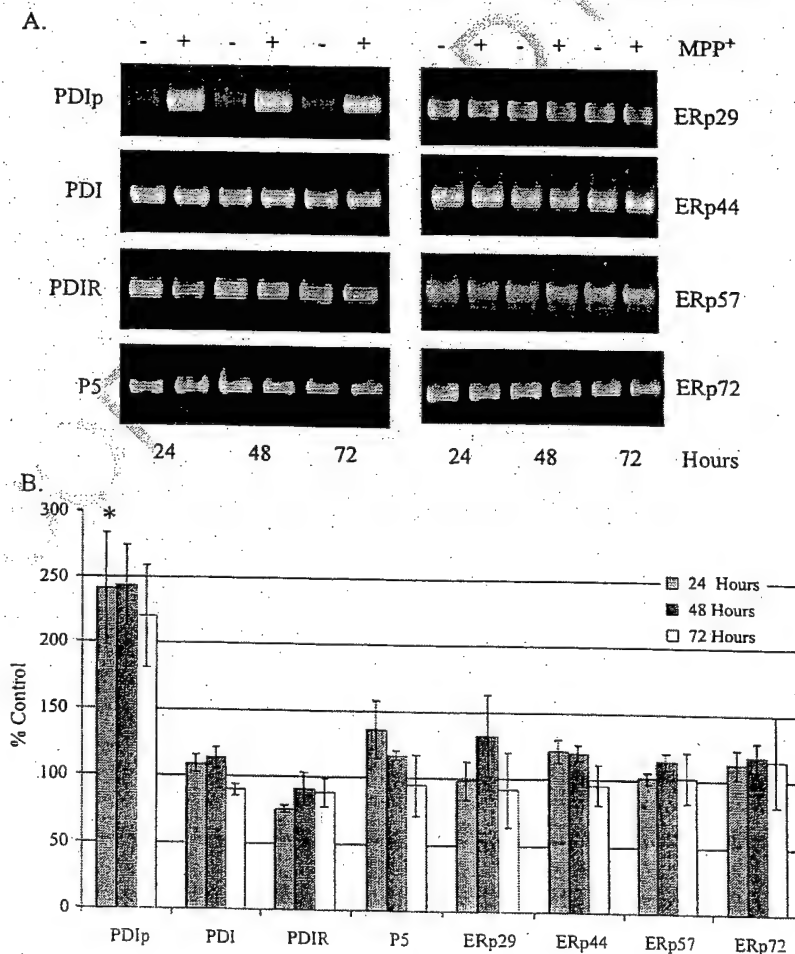 A.
- + - + - + - + - + - + MPP+
PDIp ERp29
PDI ERp44
PDIR ERp57
P5 ERp72
24 48 72 24 48 72 Hours
B.
300
*
250
24 Hours
48 Hours
200
72 Hours
150
100
50
0
% Control
PDIp PDI PDIR P5 ERp29 ERp44 ERp57 ERp72